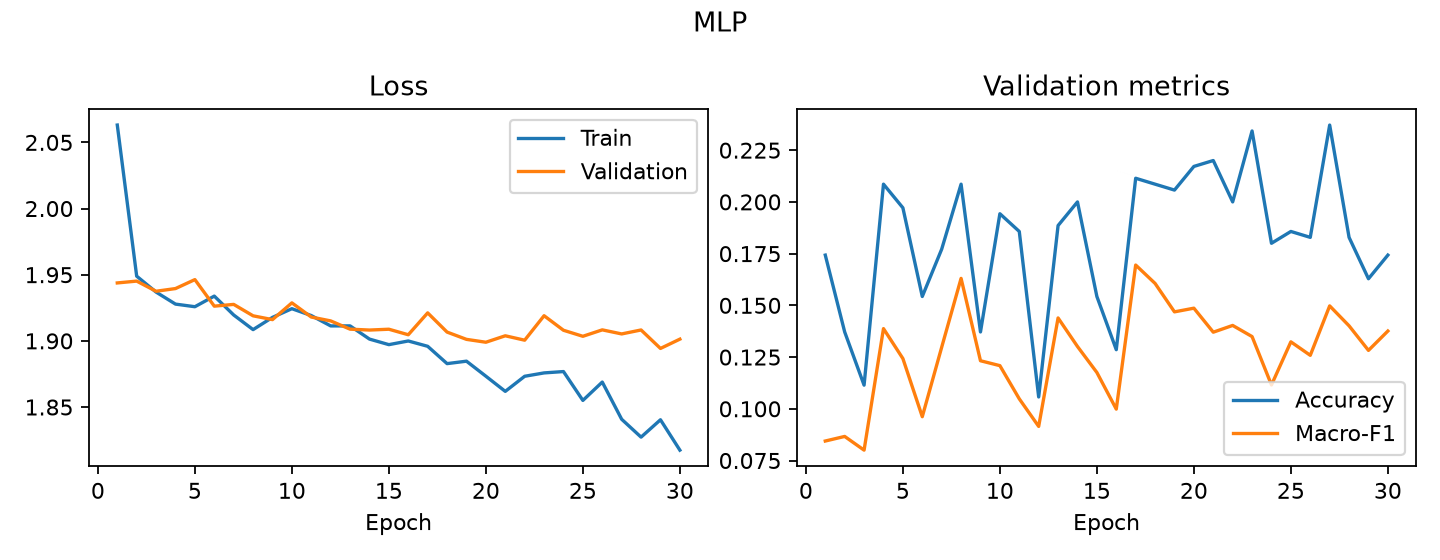 MLP
Loss
2.05
2.00
1.95
1.90
1.85
Train
Validation
0 5 10 15 20 25 30
Epoch
Validation metrics
0.225
0.200
0.175
0.150
0.125
0.100
0.075
Accuracy
Macro-F1
0 5 10 15 20 25 30
Epoch